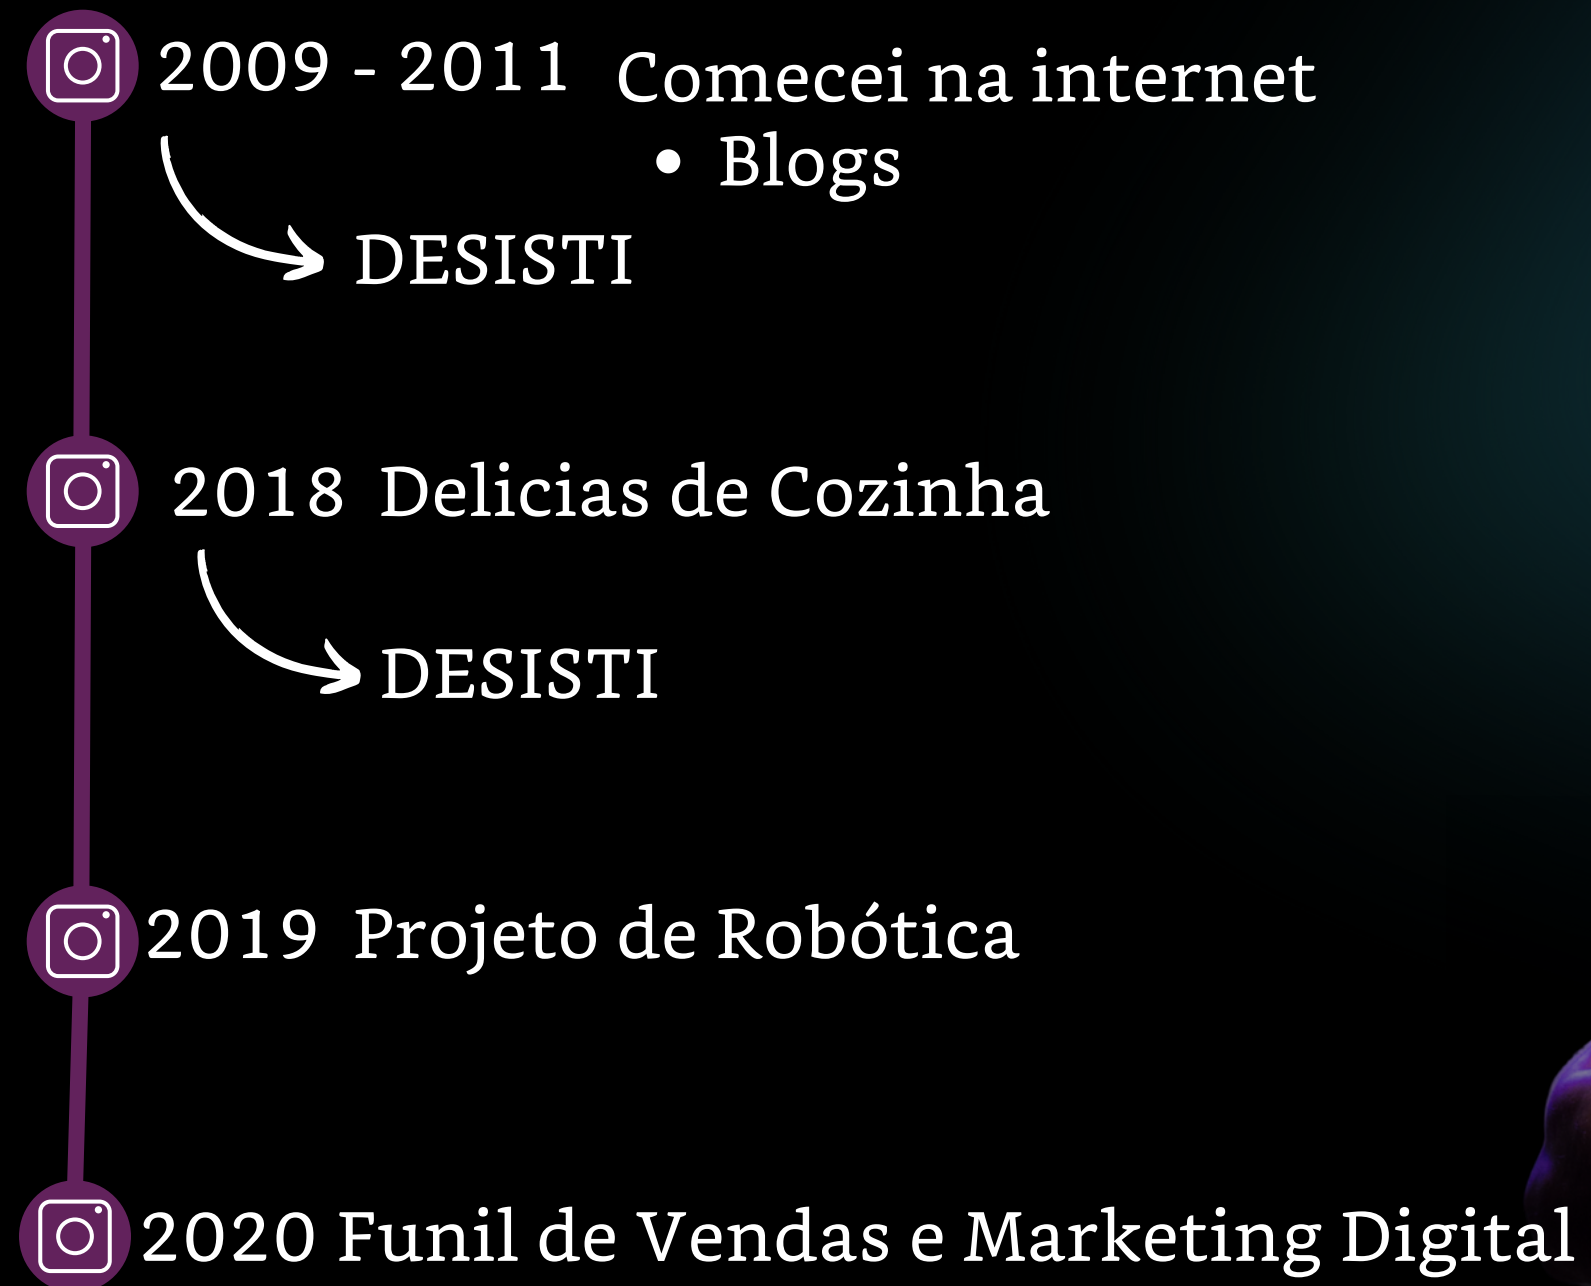 2009 - 2011 Comecei na internet
• Blogs
DESISTI
2018 Delicias de Cozinha
DESISTI
2019 Projeto de Robótica
2020 Funil de Vendas e Marketing Digital